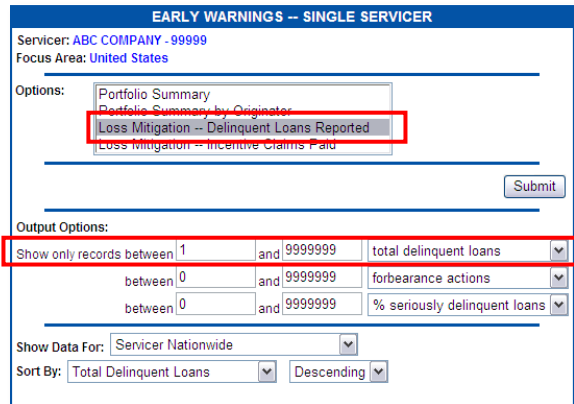 EARLY WARNINGS -- SINGLE SERVICER
Servicer: ABC COMPANY - 99999
Focus Area: United States
Options:
Portfolio Summary
Portfolio Summary by Originator
Loss Mitigation -- Delinquent Loans Reported
Loss Mitigation -- Incentive Claims Paid
Submit
Output Options:
Show only records between 1 and 9999999 total delinquent loans
between 0 and 9999999 forbearance actions
between 0 and 9999999 % seriously delinquent loans
Show Data For: Servicer Nationwide
Sort By: Total Delinquent Loans Descending